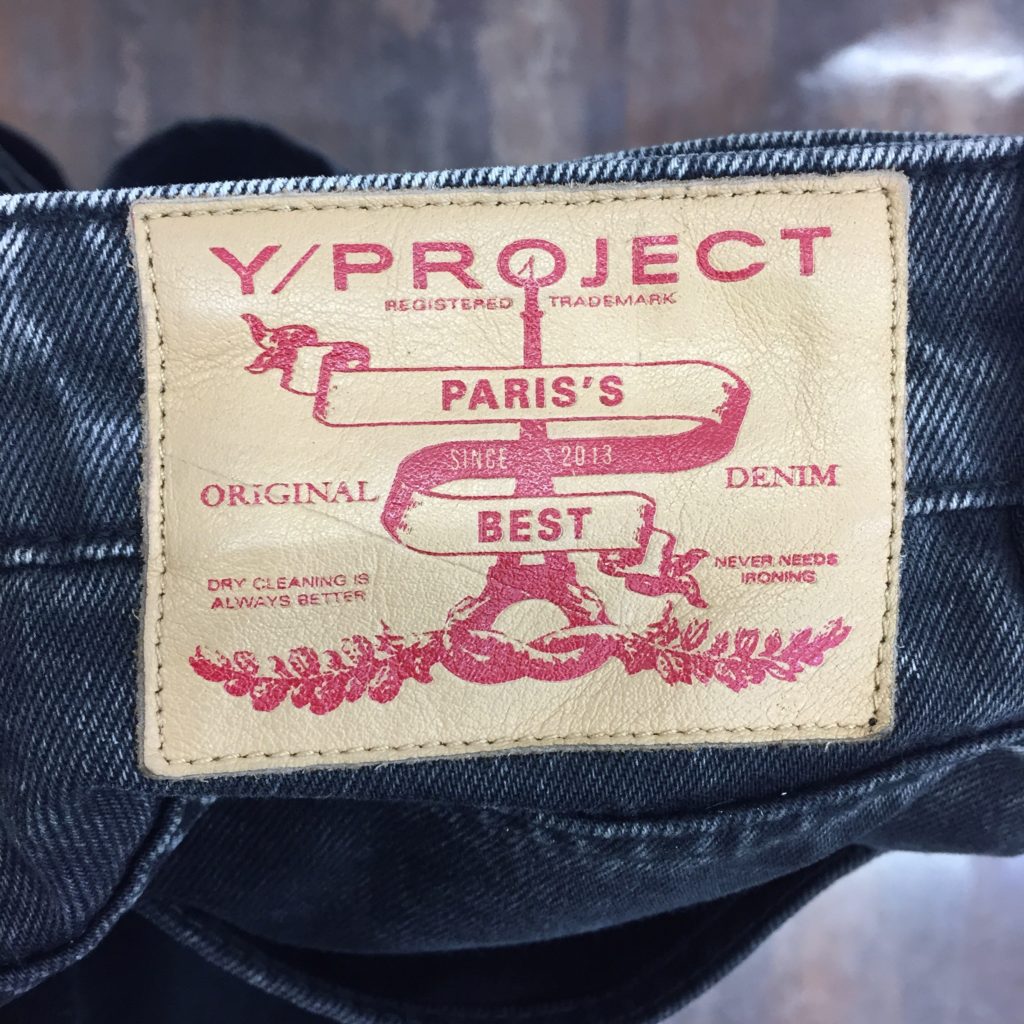 Y/PROJECT
REGISTERED TRADEMARK
PARIS'S
SINCE 2013
ORiGINAL DENIM
BEST
DRY CLEANING IS
ALWAYS BETTER
NEVER NEEDS
IRONING